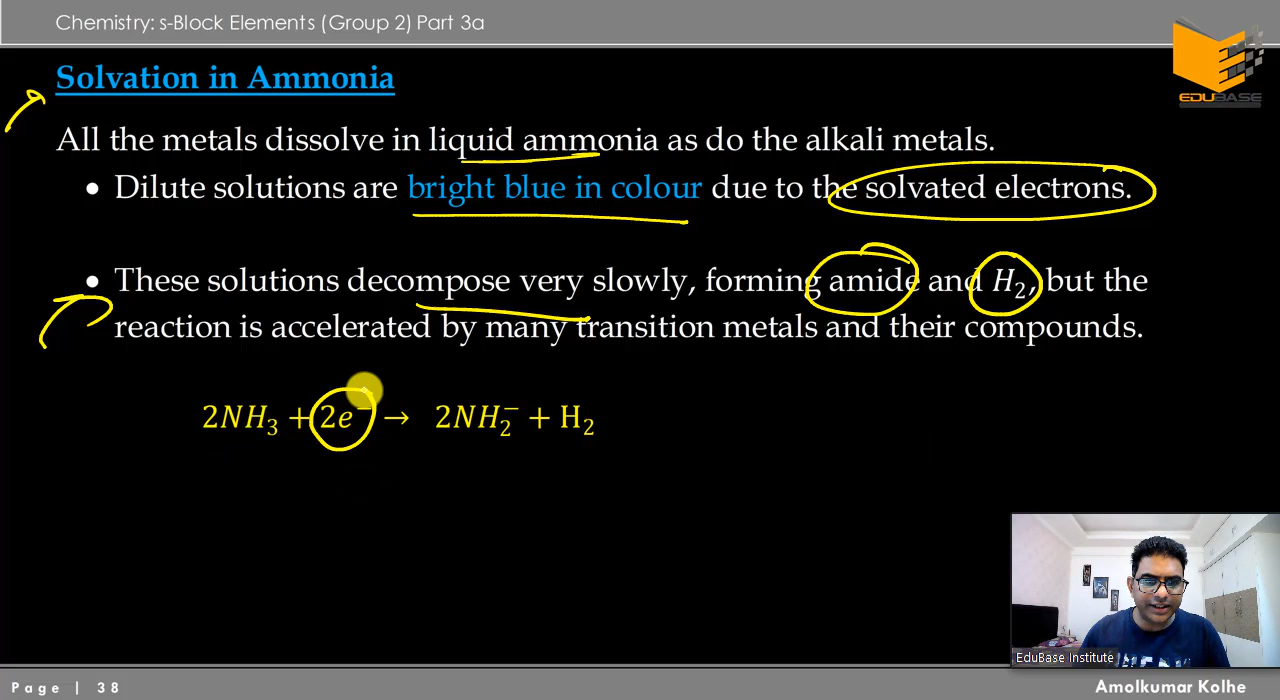 Chemistry: s-Block Elements (Group 2) Part 3a
EDUBASE
Solvation in Ammonia
All the metals dissolve in liquid ammonia as do the alkali metals.
• Dilute solutions are bright blue in colour due to the solvated electrons.
• These solutions decompose very slowly, forming amide and H₂, but the
reaction is accelerated by many transition metals and their compounds.
2NH₃ + 2e⁻ → 2NH₂⁻ + H₂
EduBase Institute
Page | 38
Amolkumar Kolhe